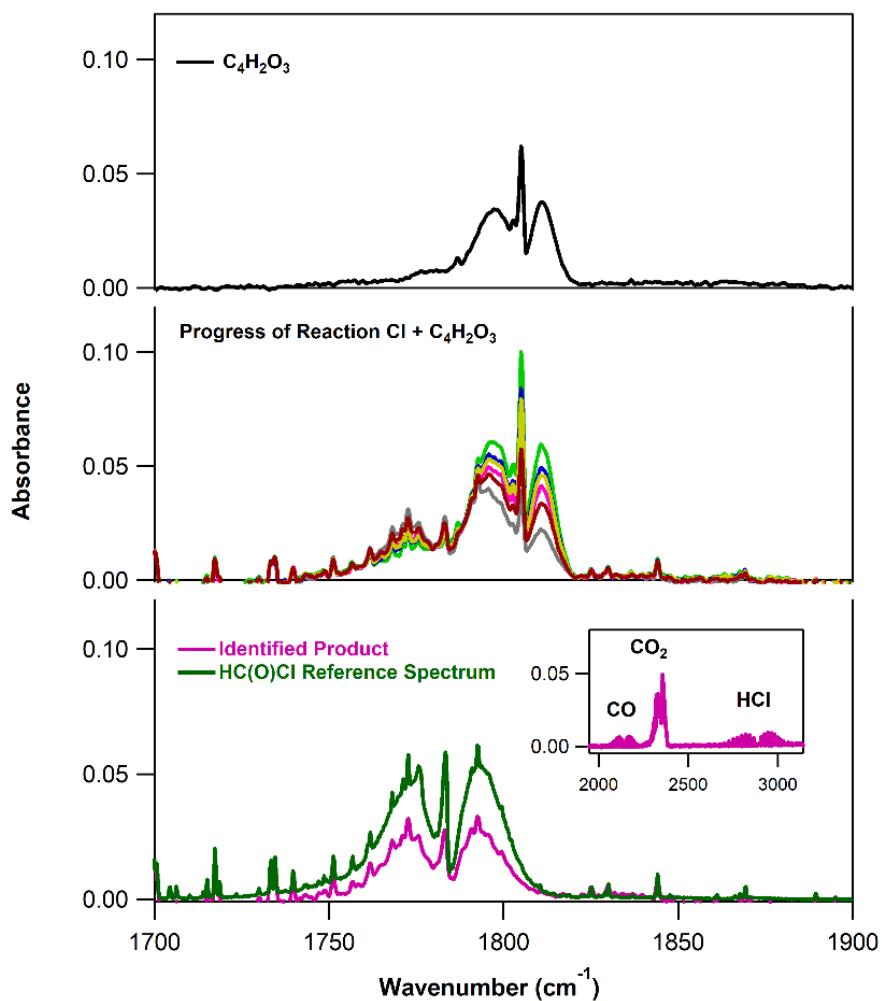 C₄H₂O₃
0.10
0.05
0.00
Progress of Reaction Cl + C₄H₂O₃
0.10
0.05
0.00
Absorbance
Identified Product
HC(O)Cl Reference Spectrum
0.10
0.05
0.00
CO₂
CO
HCl
0.05
0.00
2000 2500 3000
1700 1750 1800 1850 1900
Wavenumber (cm⁻¹)